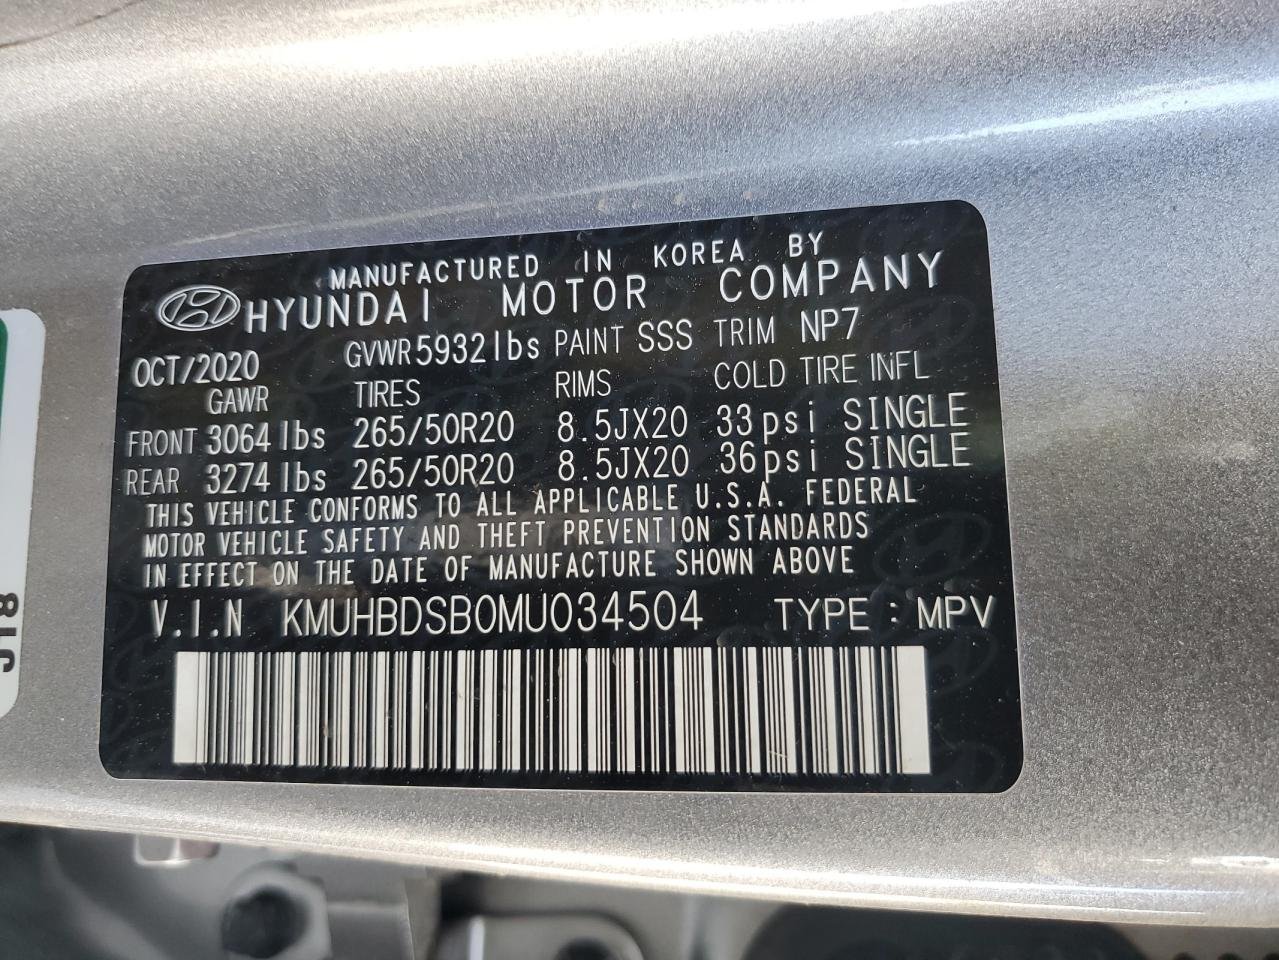 MANUFACTURED IN KOREA BY
HYUNDAI MOTOR COMPANY
OCT/2020 GVWR 5932lbs PAINT SSS TRIM NP7
GAWR TIRES RIMS COLD TIRE INFL
FRONT 3064lbs 265/50R20 8.5JX20 33psi SINGLE
REAR 3274lbs 265/50R20 8.5JX20 36psi SINGLE
THIS VEHICLE CONFORMS TO ALL APPLICABLE U.S.A. FEDERAL
MOTOR VEHICLE SAFETY AND THEFT PREVENTION STANDARDS
IN EFFECT ON THE DATE OF MANUFACTURE SHOWN ABOVE
V.I.N KMUHBDSB0MU034504 TYPE : MPV